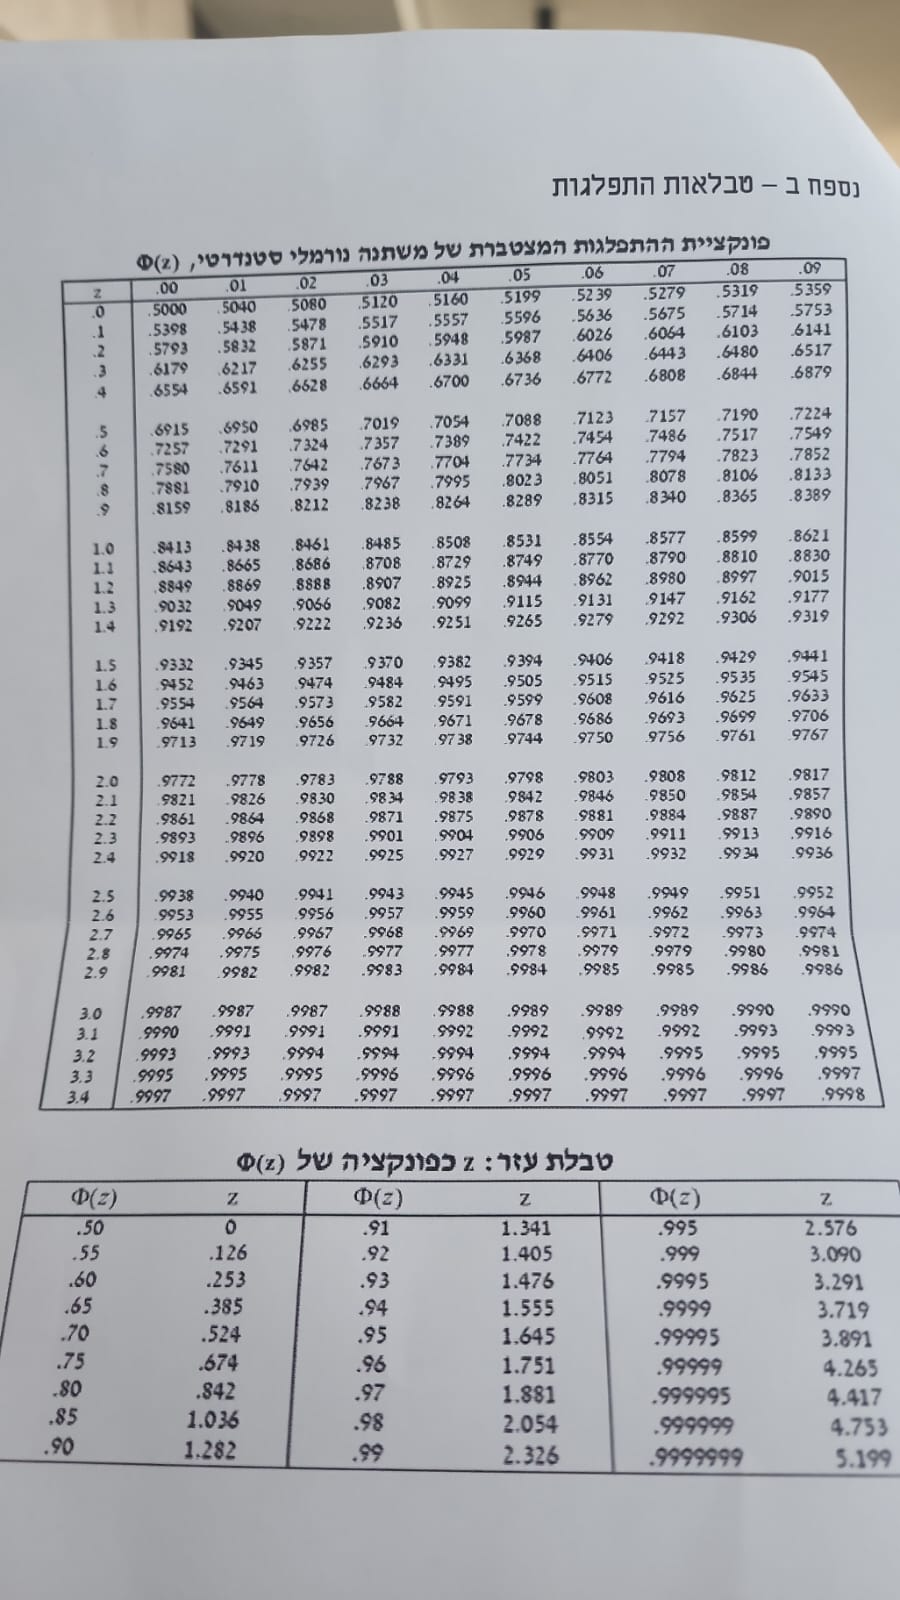 נספח ב – טבלאות התפלגות
פונקציית ההתפלגות המצטברת של משתנה נורמלי סטנדרטי, Φ(z)
z .00 .01 .02 .03 .04 .05 .06 .07 .08 .09
.0 .5000 .5040 .5080 .5120 .5160 .5199 .5239 .5279 .5319 .5359
.1 .5398 .5438 .5478 .5517 .5557 .5596 .5636 .5675 .5714 .5753
.2 .5793 .5832 .5871 .5910 .5948 .5987 .6026 .6064 .6103 .6141
.3 .6179 .6217 .6255 .6293 .6331 .6368 .6406 .6443 .6480 .6517
.4 .6554 .6591 .6628 .6664 .6700 .6736 .6772 .6808 .6844 .6879
.5 .6915 .6950 .6985 .7019 .7054 .7088 .7123 .7157 .7190 .7224
.6 .7257 .7291 .7324 .7357 .7389 .7422 .7454 .7486 .7517 .7549
.7 .7580 .7611 .7642 .7673 .7704 .7734 .7764 .7794 .7823 .7852
.8 .7881 .7910 .7939 .7967 .7995 .8023 .8051 .8078 .8106 .8133
.9 .8159 .8186 .8212 .8238 .8264 .8289 .8315 .8340 .8365 .8389
1.0 .8413 .8438 .8461 .8485 .8508 .8531 .8554 .8577 .8599 .8621
1.1 .8643 .8665 .8686 .8708 .8729 .8749 .8770 .8790 .8810 .8830
1.2 .8849 .8869 .8888 .8907 .8925 .8944 .8962 .8980 .8997 .9015
1.3 .9032 .9049 .9066 .9082 .9099 .9115 .9131 .9147 .9162 .9177
1.4 .9192 .9207 .9222 .9236 .9251 .9265 .9279 .9292 .9306 .9319
1.5 .9332 .9345 .9357 .9370 .9382 .9394 .9406 .9418 .9429 .9441
1.6 .9452 .9463 .9474 .9484 .9495 .9505 .9515 .9525 .9535 .9545
1.7 .9554 .9564 .9573 .9582 .9591 .9599 .9608 .9616 .9625 .9633
1.8 .9641 .9649 .9656 .9664 .9671 .9678 .9686 .9693 .9699 .9706
1.9 .9713 .9719 .9726 .9732 .9738 .9744 .9750 .9756 .9761 .9767
2.0 .9772 .9778 .9783 .9788 .9793 .9798 .9803 .9808 .9812 .9817
2.1 .9821 .9826 .9830 .9834 .9838 .9842 .9846 .9850 .9854 .9857
2.2 .9861 .9864 .9868 .9871 .9875 .9878 .9881 .9884 .9887 .9890
2.3 .9893 .9896 .9898 .9901 .9904 .9906 .9909 .9911 .9913 .9916
2.4 .9918 .9920 .9922 .9925 .9927 .9929 .9931 .9932 .9934 .9936
2.5 .9938 .9940 .9941 .9943 .9945 .9946 .9948 .9949 .9951 .9952
2.6 .9953 .9955 .9956 .9957 .9959 .9960 .9961 .9962 .9963 .9964
2.7 .9965 .9966 .9967 .9968 .9969 .9970 .9971 .9972 .9973 .9974
2.8 .9974 .9975 .9976 .9977 .9977 .9978 .9979 .9979 .9980 .9981
2.9 .9981 .9982 .9982 .9983 .9984 .9984 .9985 .9985 .9986 .9986
3.0 .9987 .9987 .9987 .9988 .9988 .9989 .9989 .9989 .9990 .9990
3.1 .9990 .9991 .9991 .9991 .9992 .9992 .9992 .9992 .9993 .9993
3.2 .9993 .9993 .9994 .9994 .9994 .9994 .9994 .9995 .9995 .9995
3.3 .9995 .9995 .9995 .9996 .9996 .9996 .9996 .9996 .9996 .9997
3.4 .9997 .9997 .9997 .9997 .9997 .9997 .9997 .9997 .9997 .9998
טבלת עזר: z כפונקציה של Φ(z)
Φ(z) z Φ(z) z Φ(z) z
.50 0 .91 1.341 .995 2.576
.55 .126 .92 1.405 .999 3.090
.60 .253 .93 1.476 .9995 3.291
.65 .385 .94 1.555 .9999 3.719
.70 .524 .95 1.645 .99995 3.891
.75 .674 .96 1.751 .99999 4.265
.80 .842 .97 1.881 .999995 4.417
.85 1.036 .98 2.054 .999999 4.753
.90 1.282 .99 2.326 .9999999 5.199